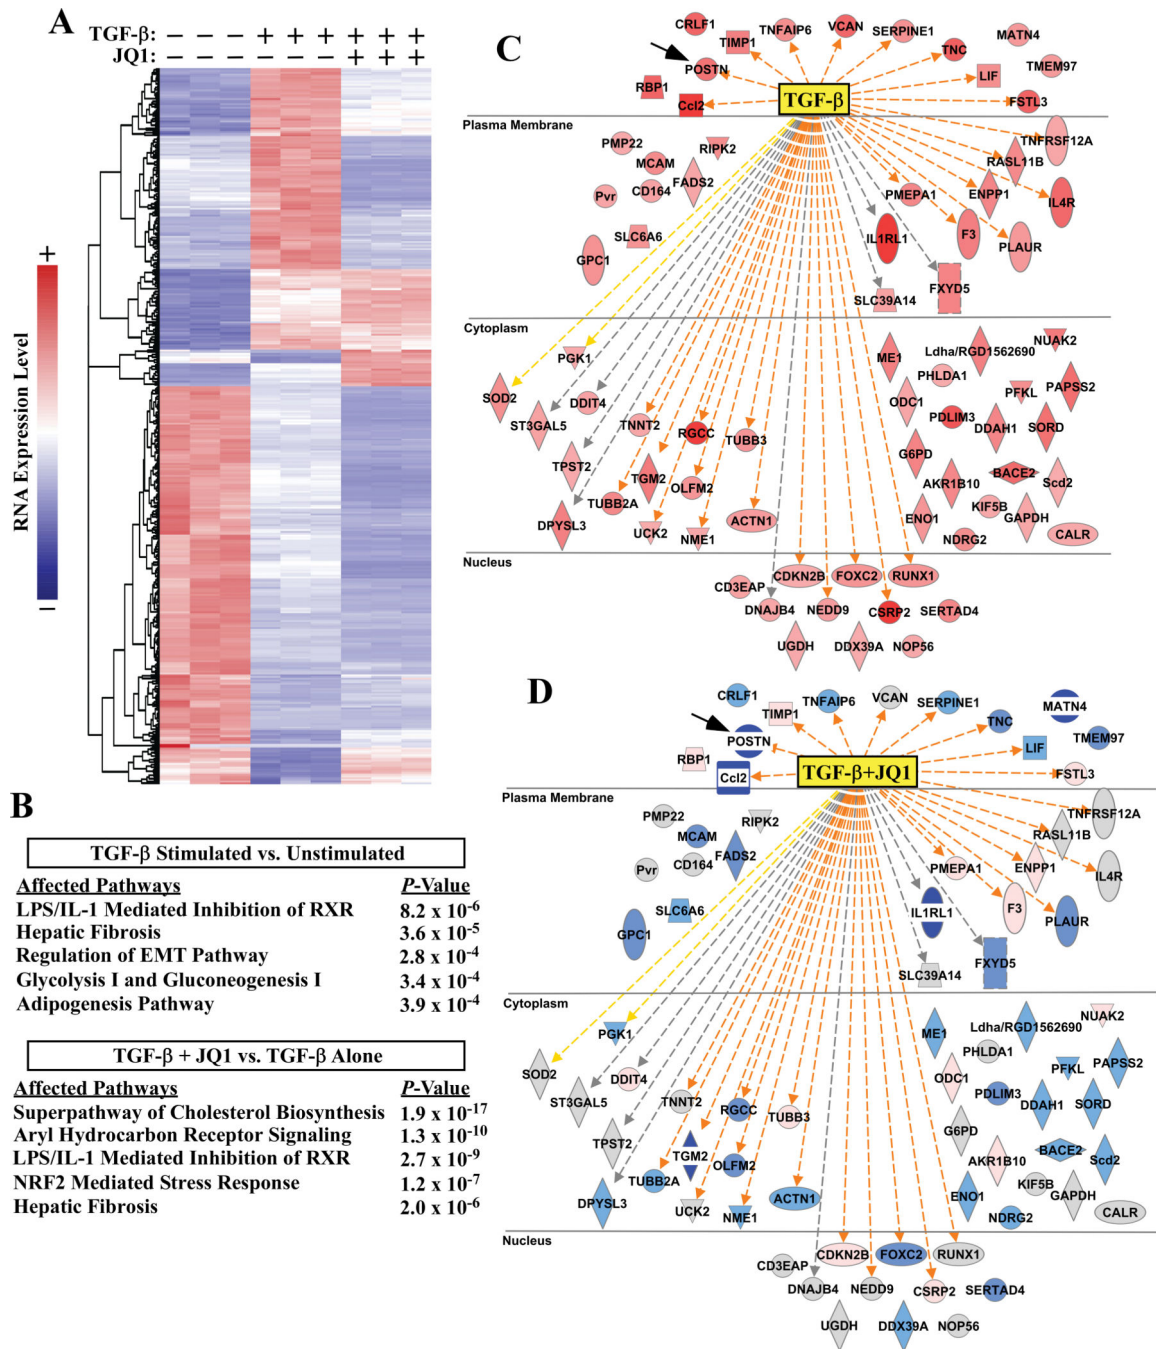 A
TGF-β: − − − + + + + + +
JQ1: − − − − − − + + +
+
RNA Expression Level
−
B
TGF-β Stimulated vs. Unstimulated
Affected Pathways P-Value
LPS/IL-1 Mediated Inhibition of RXR 8.2 x 10-6
Hepatic Fibrosis 3.6 x 10-5
Regulation of EMT Pathway 2.8 x 10-4
Glycolysis I and Gluconeogenesis I 3.4 x 10-4
Adipogenesis Pathway 3.9 x 10-4
TGF-β + JQ1 vs. TGF-β Alone
Affected Pathways P-Value
Superpathway of Cholesterol Biosynthesis 1.9 x 10-17
Aryl Hydrocarbon Receptor Signaling 1.3 x 10-10
LPS/IL-1 Mediated Inhibition of RXR 2.7 x 10-9
NRF2 Mediated Stress Response 1.2 x 10-7
Hepatic Fibrosis 2.0 x 10-6
C
CRLF1
TNFAIP6
VCAN
SERPINE1
MATN4
TIMP1
TNC
POSTN
TMEM97
LIF
RBP1
Ccl2
TGF-β
FSTL3
Plasma Membrane
TNFRSF12A
PMP22
RIPK2
MCAM
RASL11B
FADS2
CD164
Pvr
PMEPA1
ENPP1
IL4R
SLC6A6
IL1RL1
F3
GPC1
PLAUR
FXYD5
SLC39A14
Cytoplasm
NUAK2
PGK1
ME1
Ldha/RGD1562690
PHLDA1
SOD2
DDIT4
ODC1
PFKL
PAPSS2
ST3GAL5
TNNT2
RGCC
TUBB3
PDLIM3
DDAH1
SORD
G6PD
TPST2
TGM2
OLFM2
AKR1B10
BACE2
Scd2
TUBB2A
KIF5B
DPYSL3
ACTN1
ENO1
GAPDH
UCK2
NME1
NDRG2
CALR
Nucleus
CD3EAP
CDKN2B
FOXC2
RUNX1
DNAJB4
NEDD9
CSRP2
SERTAD4
UGDH
DDX39A
NOP56
D
CRLF1
TNFAIP6
VCAN
SERPINE1
MATN4
TIMP1
TNC
POSTN
TMEM97
LIF
RBP1
Ccl2
TGF-β+JQ1
FSTL3
Plasma Membrane
TNFRSF12A
PMP22
RIPK2
MCAM
RASL11B
FADS2
CD164
Pvr
PMEPA1
ENPP1
IL4R
SLC6A6
IL1RL1
F3
GPC1
PLAUR
FXYD5
SLC39A14
Cytoplasm
NUAK2
PGK1
ME1
Ldha/RGD1562690
PHLDA1
SOD2
DDIT4
ODC1
PFKL
PAPSS2
ST3GAL5
TNNT2
RGCC
TUBB3
PDLIM3
DDAH1
SORD
G6PD
TPST2
TGM2
OLFM2
AKR1B10
BACE2
Scd2
TUBB2A
KIF5B
DPYSL3
ACTN1
ENO1
GAPDH
UCK2
NME1
NDRG2
CALR
Nucleus
CD3EAP
CDKN2B
FOXC2
RUNX1
DNAJB4
NEDD9
CSRP2
SERTAD4
UGDH
DDX39A
NOP56